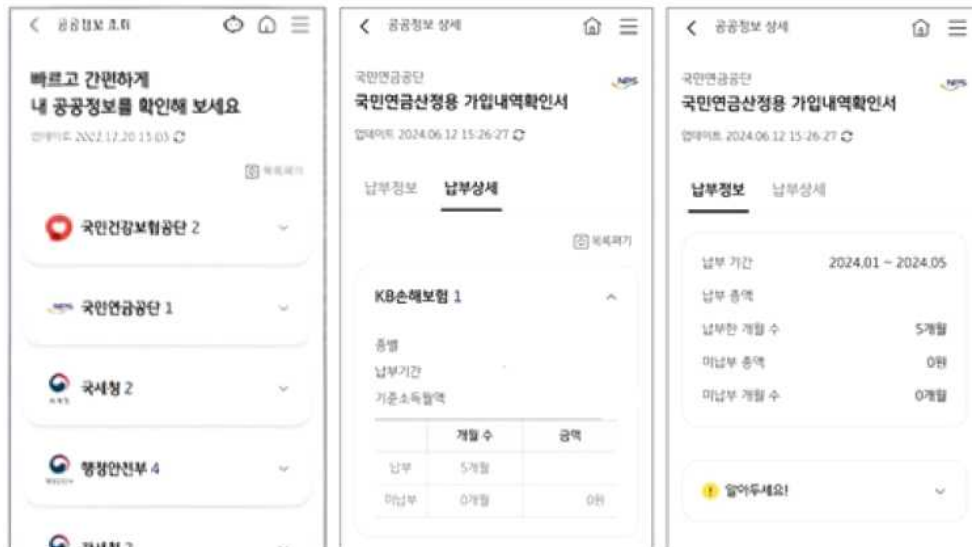 공공정보 조회
빠르고 간편하게
내 공공정보를 확인해 보세요
업데이트
목록펴기
국민건강보험공단 2
NPS 국민연금공단 1
국세청 2
행정안전부 4
공공정보 상세
국민연금공단
NPS
국민연금산정용 가입내역확인서
업데이트 2024.06.12 15:26:27
납부정보 납부상세
목록펴기
KB손해보험 1
종별
납부기간
기준소득월액
개월 수 금액
납부 5개월
미납부 0개월 0원
공공정보 상세
국민연금공단
NPS
국민연금산정용 가입내역확인서
업데이트 2024.06.12 15:26:27
납부정보 납부상세
납부 기간 2024.01 ~ 2024.05
납부 총액
납부한 개월 수 5개월
미납부 총액 0원
미납부 개월 수 0개월
알아두세요!